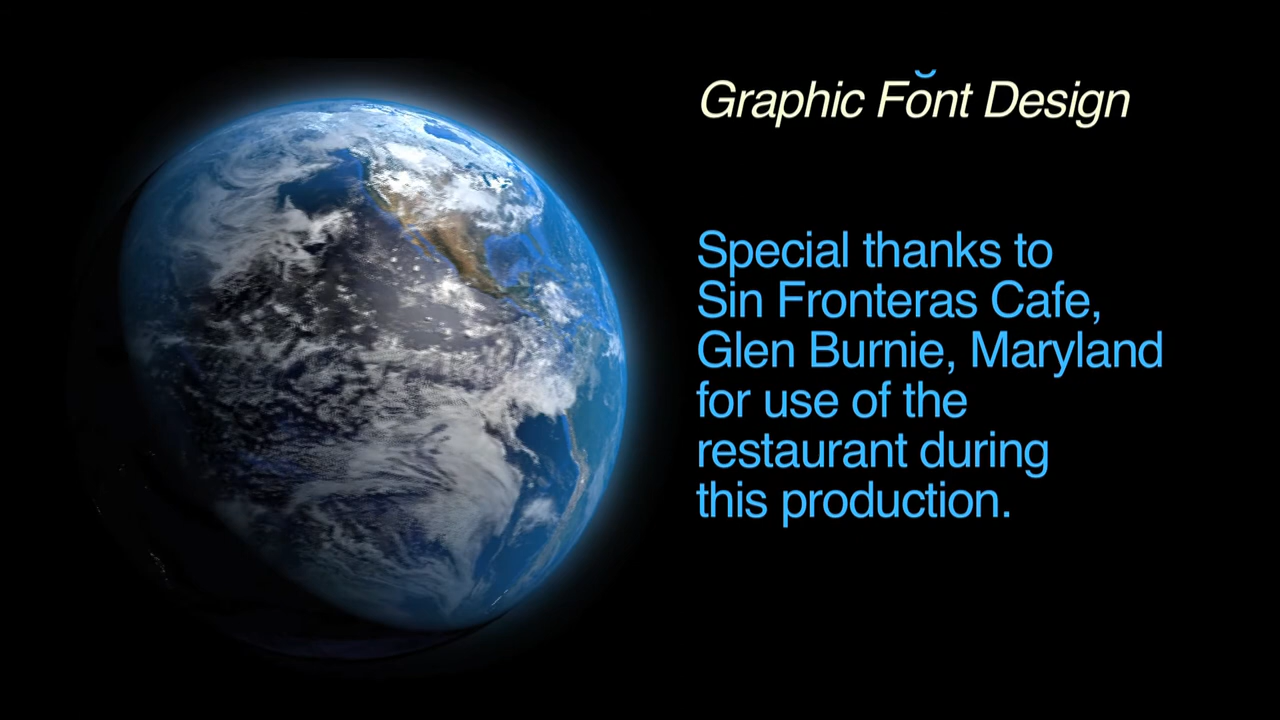 Graphic Font Design
Special thanks to
Sin Fronteras Cafe,
Glen Burnie, Maryland
for use of the
restaurant during
this production.